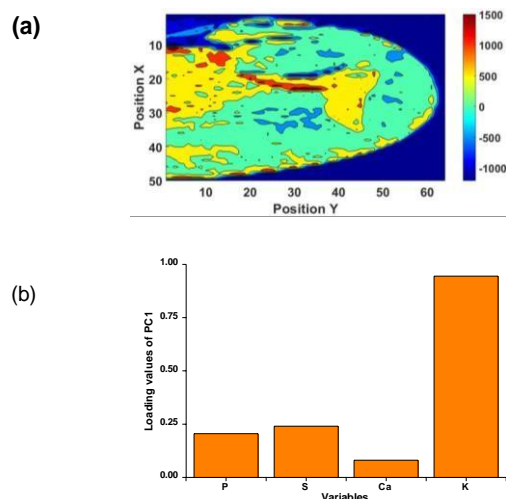 (a)
1500
1000
500
0
-500
-1000
10
20
30
40
50
Position X
10 20 30 40 50 60
Position Y
(b)
1.00
0.75
0.50
0.25
0.00
Loading values of PC1
P S Ca K
Variables